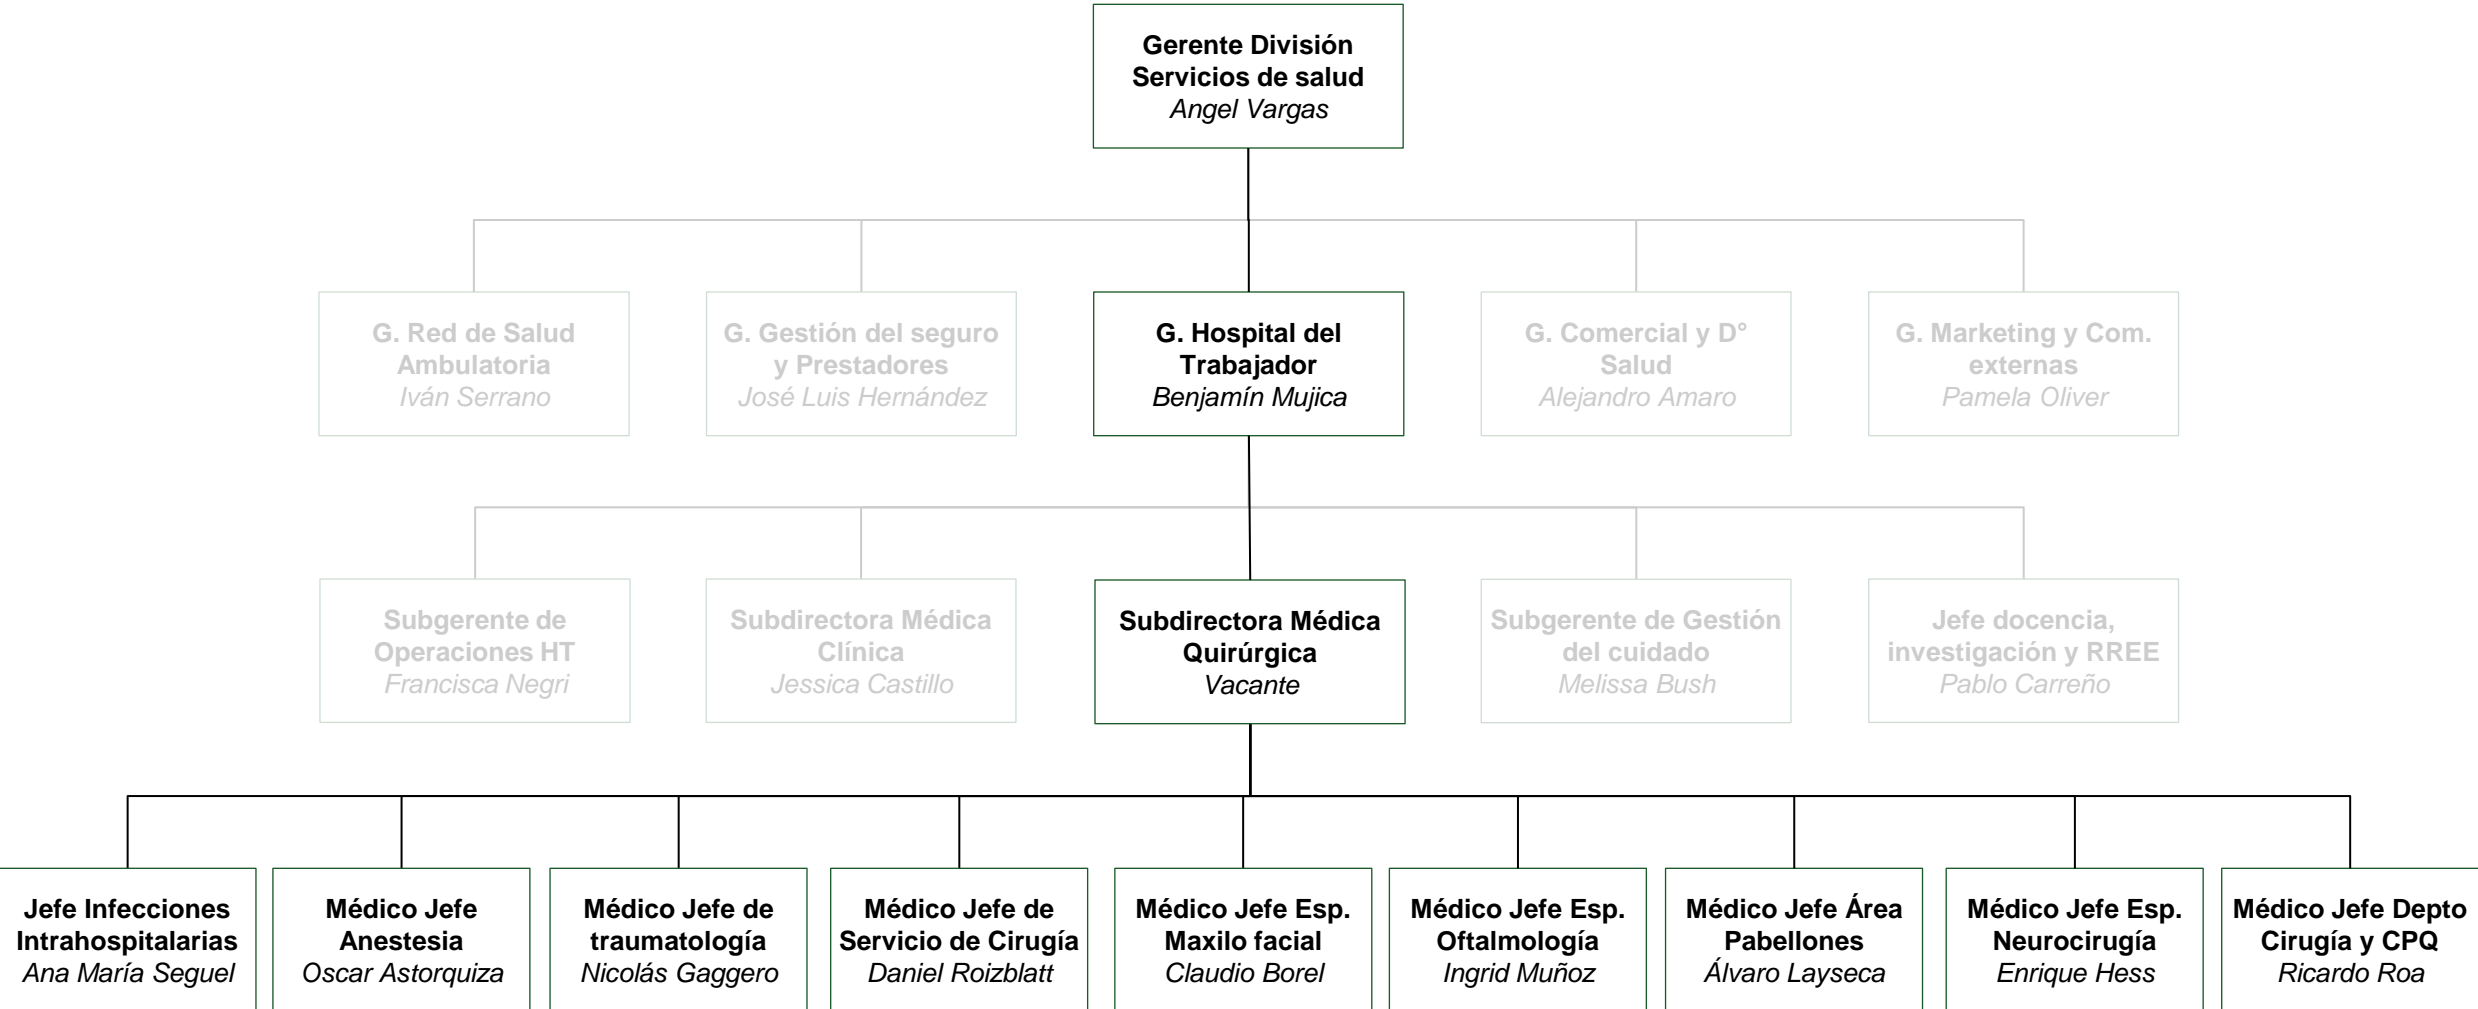 Gerente División
Servicios de salud
Angel Vargas
G. Red de Salud
Ambulatoria
Iván Serrano
G. Gestión del seguro
y Prestadores
José Luis Hernández
G. Hospital del
Trabajador
Benjamín Mujica
G. Comercial y D°
Salud
Alejandro Amaro
G. Marketing y Com.
externas
Pamela Oliver
Subgerente de
Operaciones HT
Francisca Negri
Subdirectora Médica
Clínica
Jessica Castillo
Subdirectora Médica
Quirúrgica
Vacante
Subgerente de Gestión
del cuidado
Melissa Bush
Jefe docencia,
investigación y RREE
Pablo Carreño
Jefe Infecciones
Intrahospitalarias
Ana María Seguel
Médico Jefe
Anestesia
Oscar Astorquiza
Médico Jefe de
traumatología
Nicolás Gaggero
Médico Jefe de
Servicio de Cirugía
Daniel Roizblatt
Médico Jefe Esp.
Maxilo facial
Claudio Borel
Médico Jefe Esp.
Oftalmología
Ingrid Muñoz
Médico Jefe Área
Pabellones
Álvaro Layseca
Médico Jefe Esp.
Neurocirugía
Enrique Hess
Médico Jefe Depto
Cirugía y CPQ
Ricardo Roa